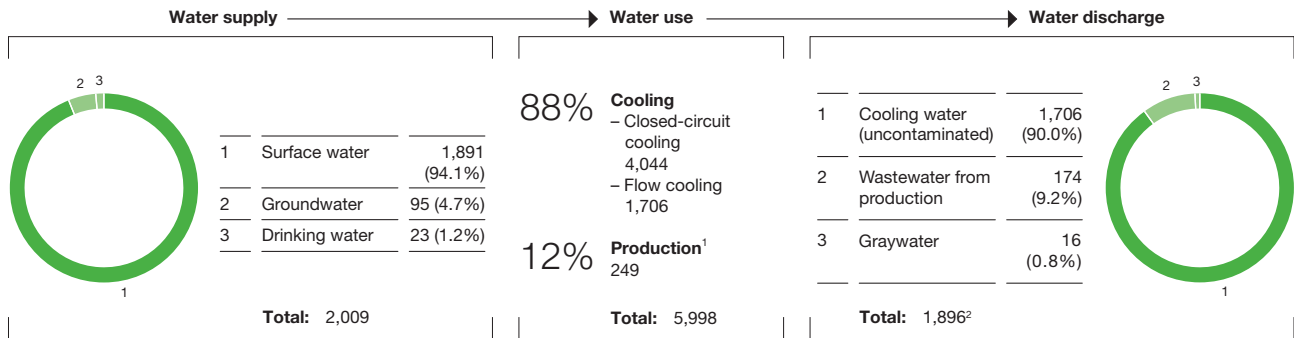 Water supply
Water use
Water discharge
2 3
1
1 Surface water 1,891
(94.1%)
2 Groundwater 95 (4.7%)
3 Drinking water 23 (1.2%)
Total: 2,009
88% Cooling
– Closed-circuit
cooling
4,044
– Flow cooling
1,706
12% Production¹
249
Total: 5,998
1 Cooling water 1,706
(uncontaminated) (90.0%)
2 Wastewater from 174
production (9.2%)
3 Graywater 16
(0.8%)
Total: 1,896²
2 3
1